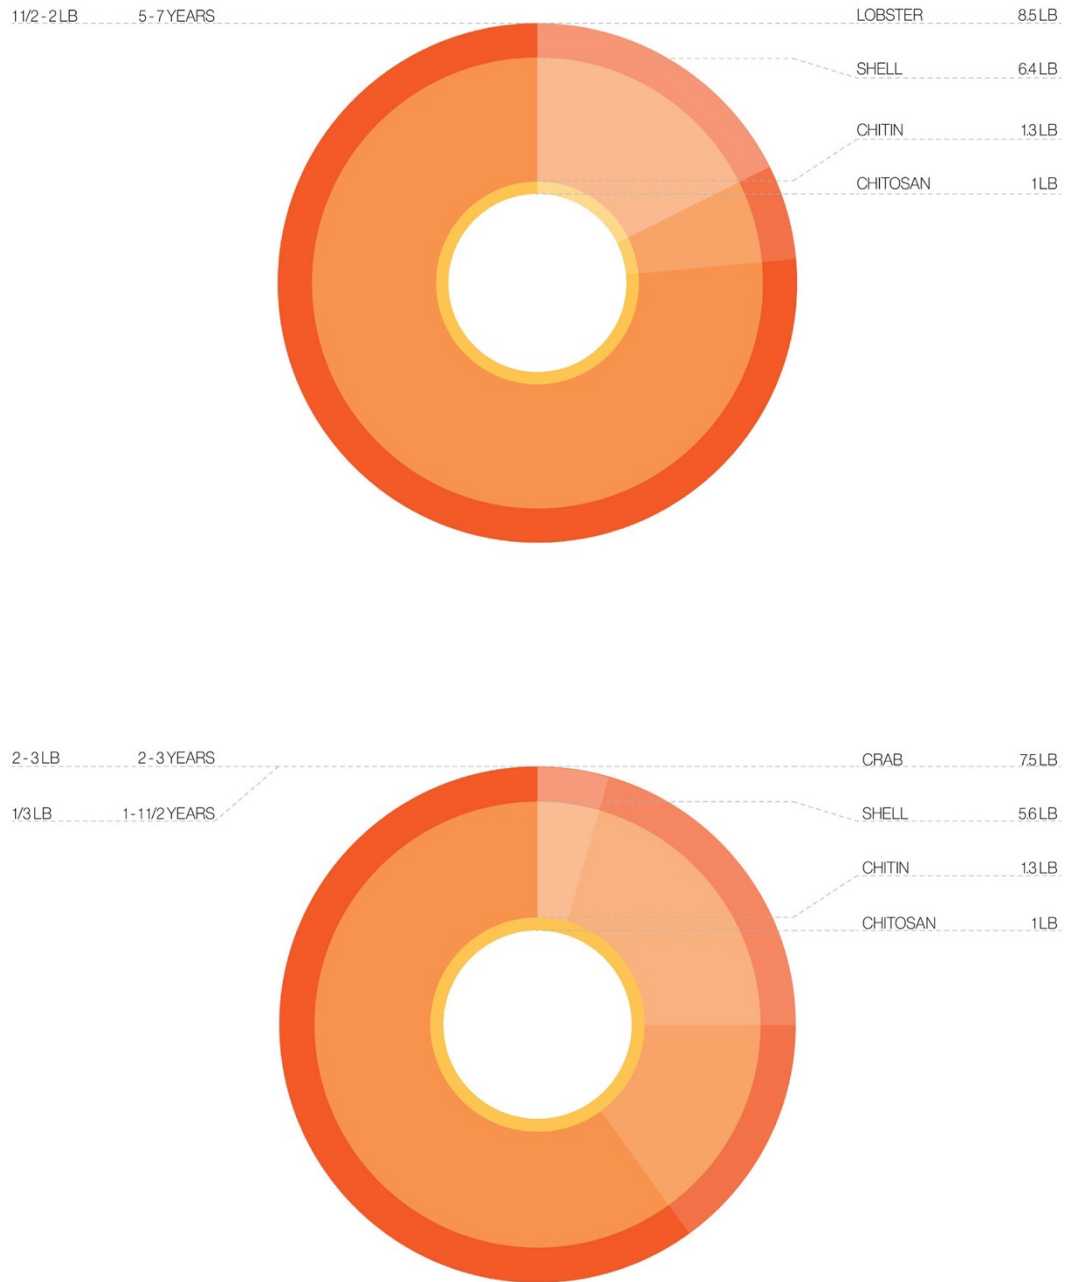 11/2 - 2 LB 5 - 7 YEARS LOBSTER 8.5 LB
SHELL 6.4 LB
CHITIN 1.3 LB
CHITOSAN 1 LB
2 - 3 LB 2 - 3 YEARS CRAB 7.5 LB
1/3 LB 1 - 11/2 YEARS SHELL 5.6 LB
CHITIN 1.3 LB
CHITOSAN 1 LB